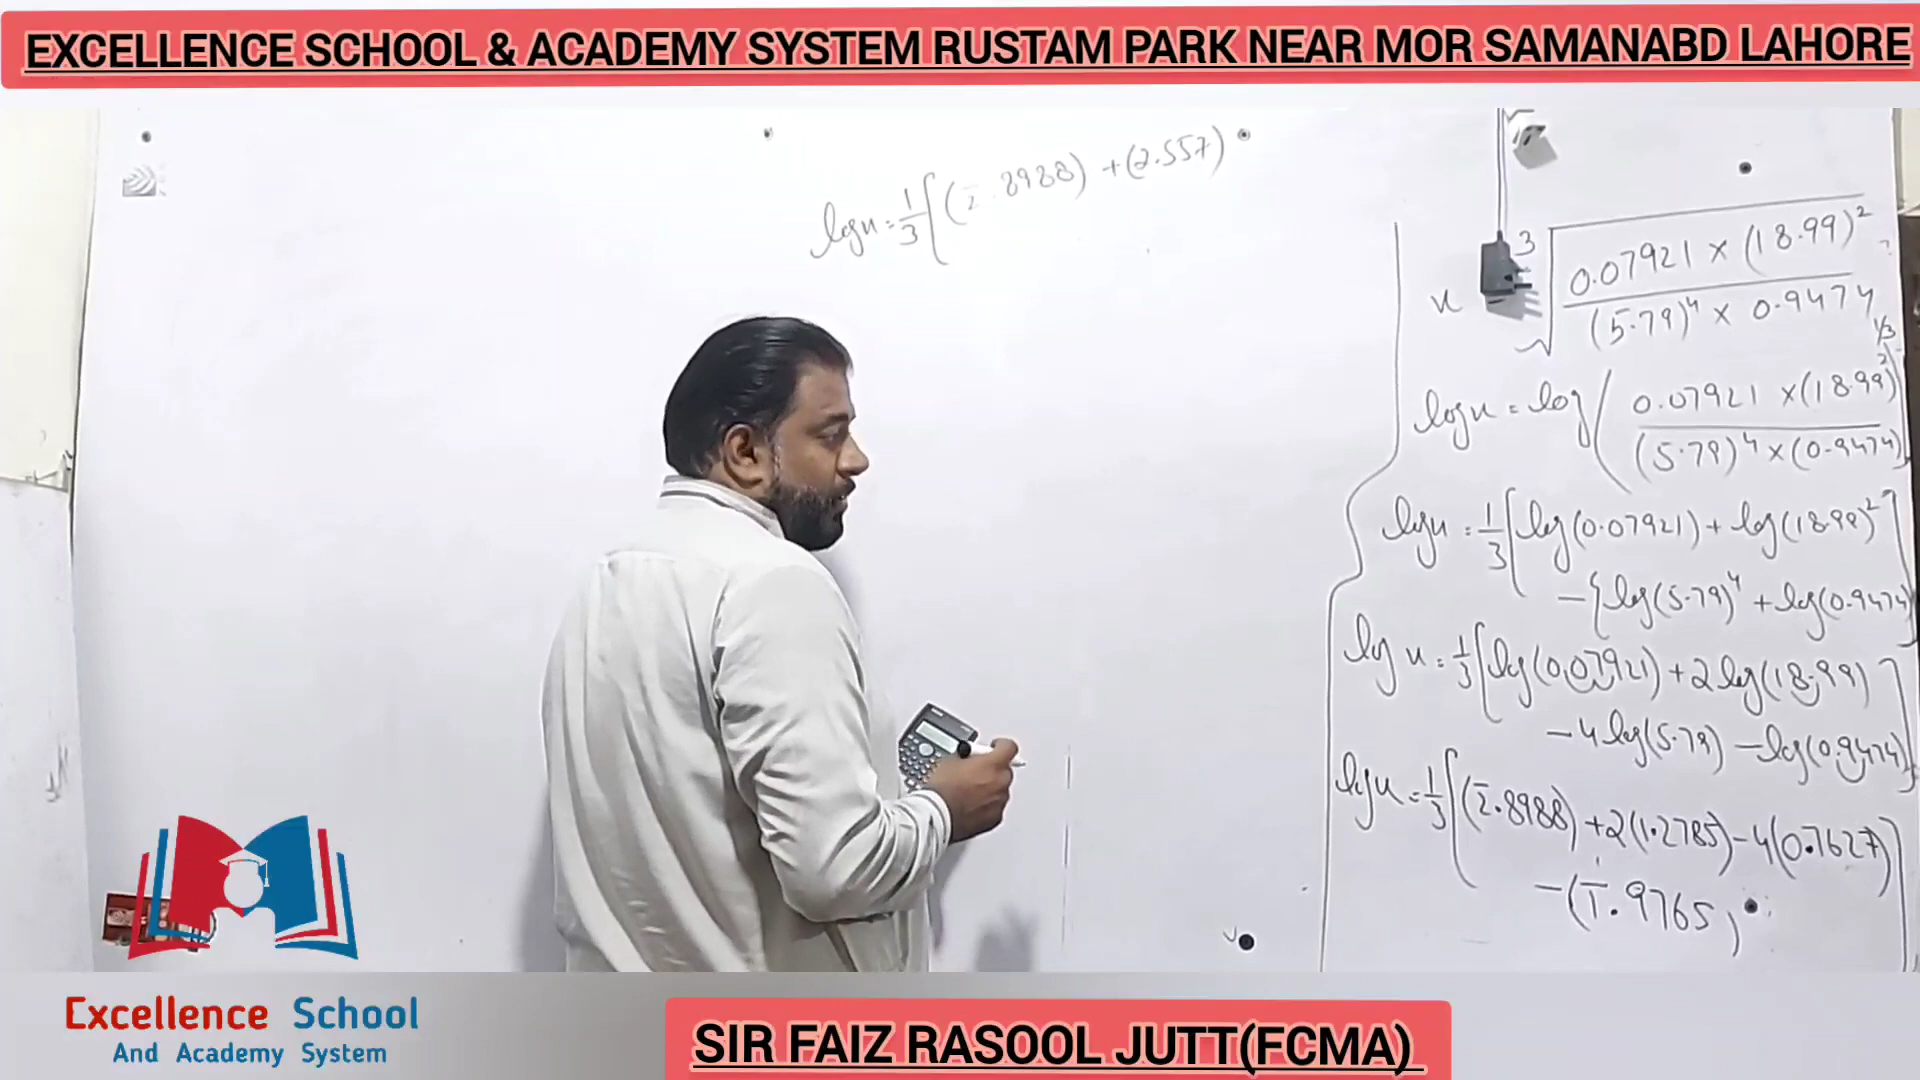 EXCELLENCE SCHOOL & ACADEMY SYSTEM RUSTAM PARK NEAR MOR SAMANABD LAHORE
log x = 1/3 [(2̄.8988) + (2.557)
x 3√(0.07921 × (18.99)² / (5.79)⁴ × 0.9474)
log x = log (0.07921 × (18.99)² / (5.79)⁴ × (0.9474))^1/3
log x = 1/3 [log(0.07921) + log(18.99)²]
- {log(5.79)⁴ + log(0.9474)
log x = 1/3 [log(0.07921) + 2 log(18.99)]
- 4 log(5.79) - log(0.9474)
log x = 1/3 [(2̄.8988) + 2(1.2785) - 4(0.7627)]
- (1̄.9765)
Excellence School
And Academy System
SIR FAIZ RASOOL JUTT(FCMA)